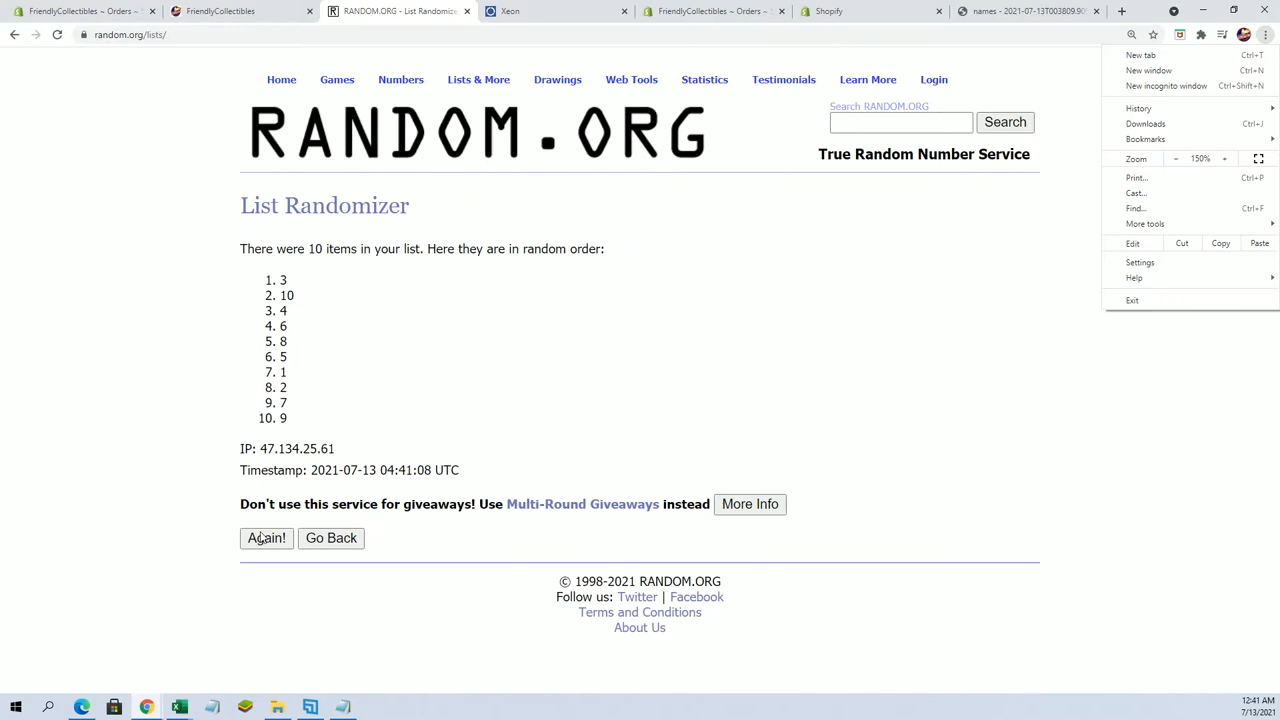 FriendlyCollectibles ~ Orders ~ S
FriendlyCollectibles
RANDOM.ORG - List Randomizer
Xeon
FriendlyCollectibles ~ Orders ~ S
Shopify
names - 2021-07-13T003809.90
random.org/lists/
New tab Ctrl+T
New window Ctrl+N
New incognito window Ctrl+Shift+N
History
Downloads Ctrl+J
Bookmarks
Zoom - 150% +
Print... Ctrl+P
Cast...
Find... Ctrl+F
More tools
Edit Cut Copy Paste
Settings
Help
Exit
Home Games Numbers Lists & More Drawings Web Tools Statistics Testimonials Learn More Login
RANDOM.ORG
Search RANDOM.ORG
Search
True Random Number Service
List Randomizer
There were 10 items in your list. Here they are in random order:
1. 3
2. 10
3. 4
4. 6
5. 8
6. 5
7. 1
8. 2
9. 7
10. 9
IP: 47.134.25.61
Timestamp: 2021-07-13 04:41:08 UTC
Don't use this service for giveaways! Use Multi-Round Giveaways instead More Info
Again! Go Back
© 1998-2021 RANDOM.ORG
Follow us: Twitter | Facebook
Terms and Conditions
About Us
12:41 AM
7/13/2021